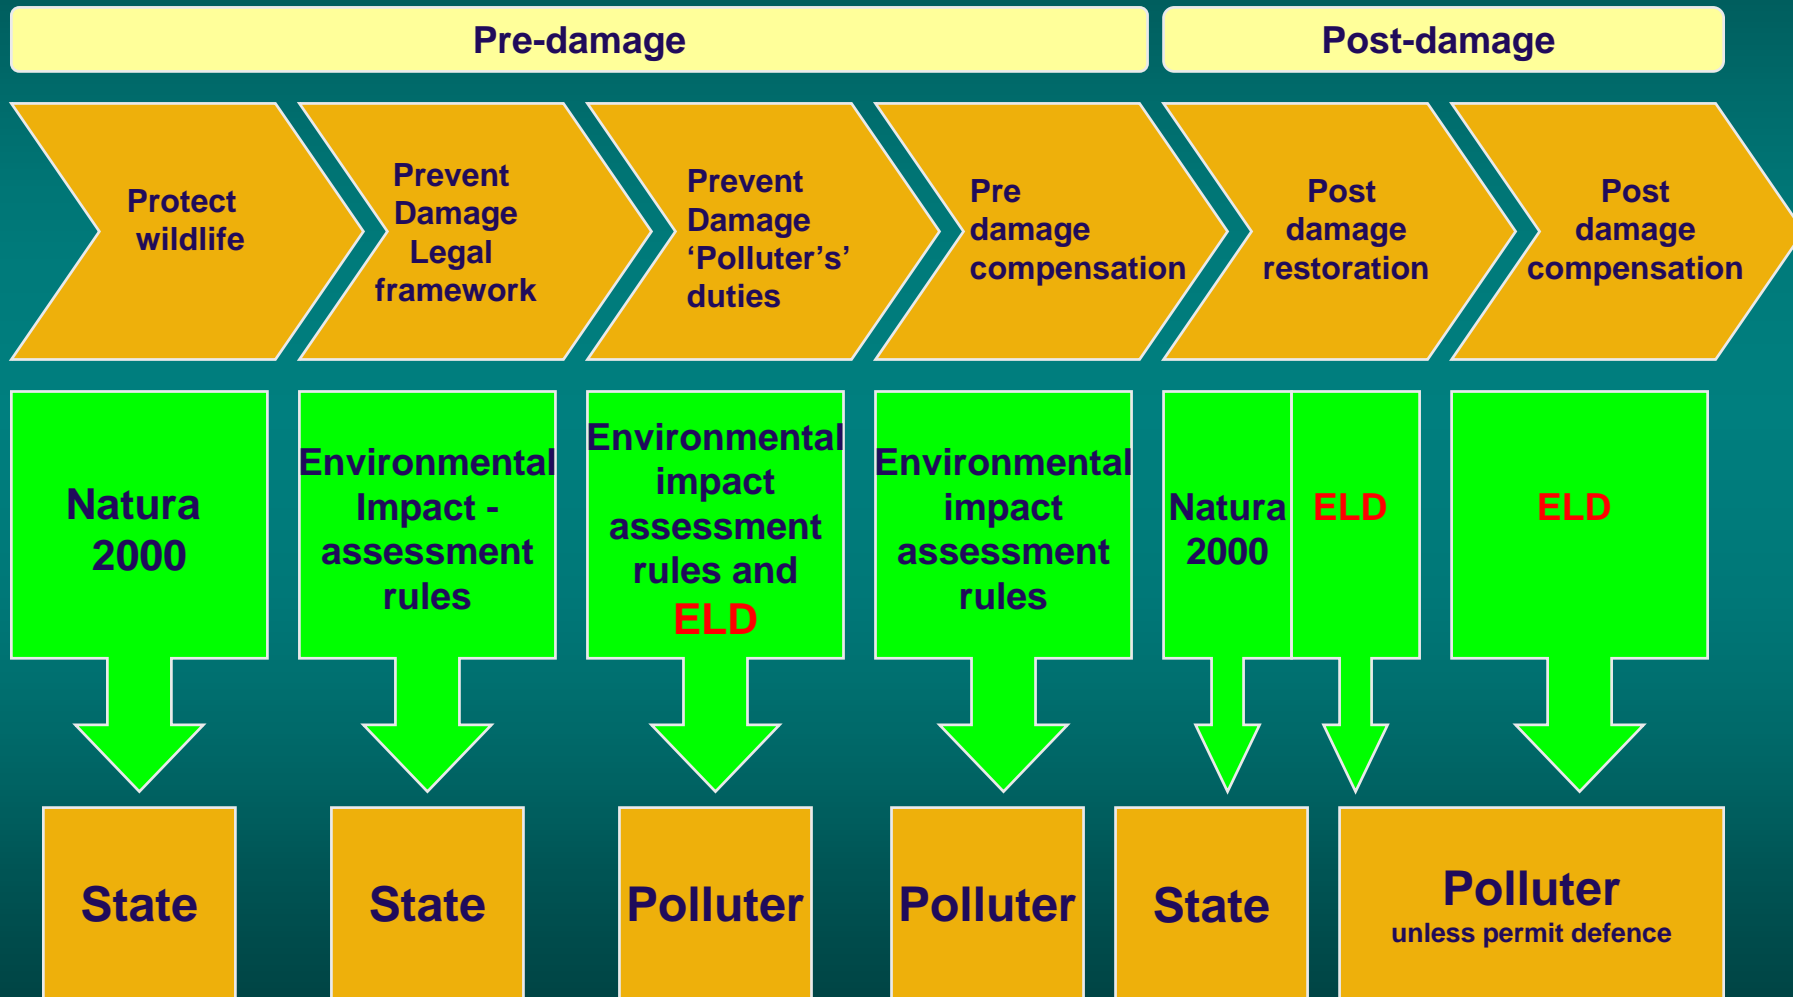 Pre-damage
Post-damage
Protect
wildlife
Prevent
Damage
Legal
framework
Prevent
Damage
‘Polluter’s’
duties
Pre
damage
compensation
Post
damage
restoration
Post
damage
compensation
Natura
2000
Environmental
Impact -
assessment
rules
Environmental
impact
assessment
rules and
ELD
Environmental
impact
assessment
rules
Natura
2000
ELD
ELD
State
State
Polluter
Polluter
State
Polluter
unless permit defence